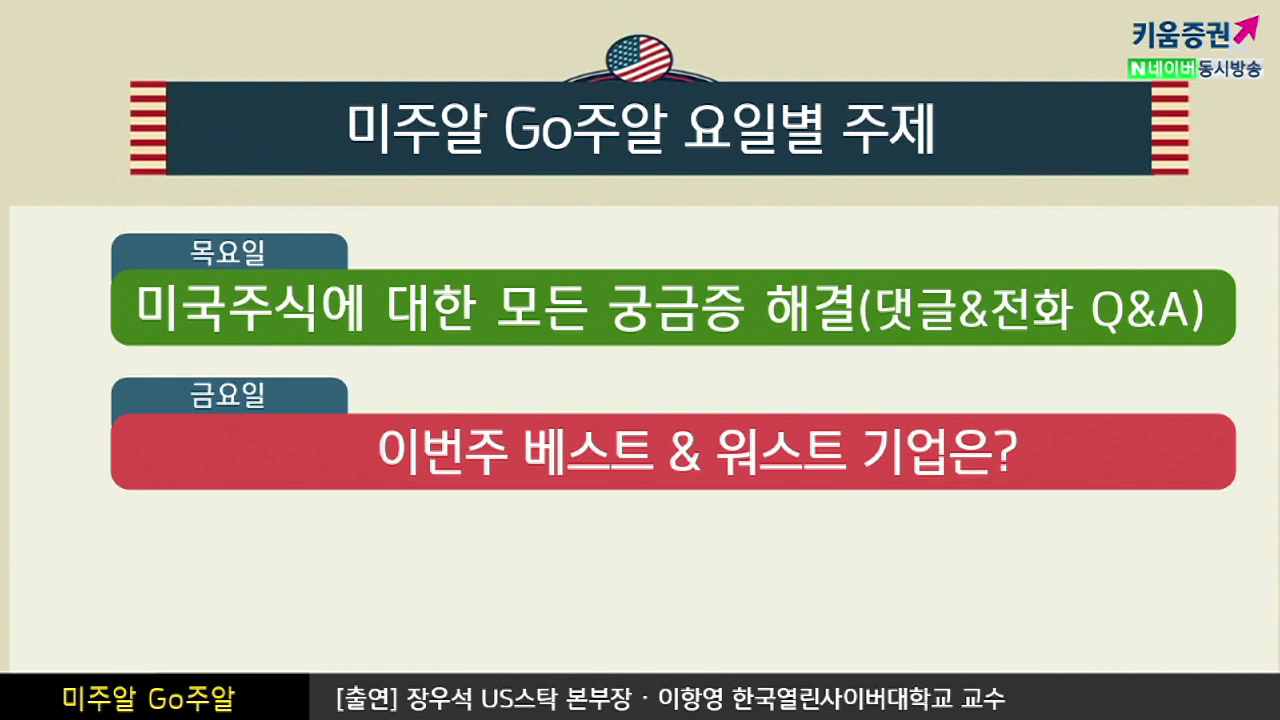 키움증권
N네이버 동시방송
미주알 Go주알 요일별 주제
목요일
미국주식에 대한 모든 궁금증 해결(댓글&전화 Q&A)
금요일
이번주 베스트 & 워스트 기업은?
미주알 Go주알
[출연] 장우석 US스탁 본부장 · 이항영 한국열린사이버대학교 교수